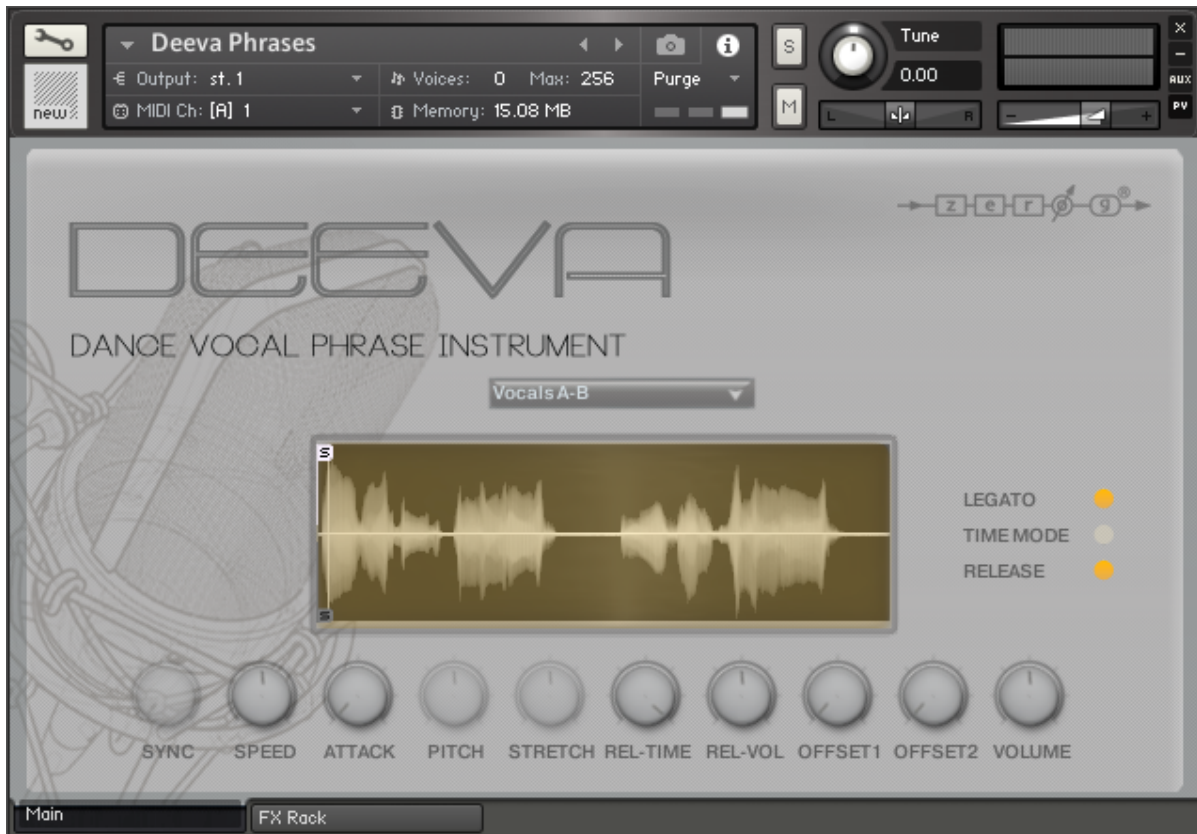 Deeva Phrases
i
S
Tune
×
Output: st.1
Voices: 0 Max: 256
Purge
0.00
-
AUX
new
MIDI Ch: [A] 1
Memory: 15.08 MB
M
L
R
-
+
PV
z e r ø g ®
DEEVA
DANCE VOCAL PHRASE INSTRUMENT
Vocals A-B
S
S
LEGATO
TIME MODE
RELEASE
SYNC SPEED ATTACK PITCH STRETCH REL-TIME REL-VOL OFFSET1 OFFSET2 VOLUME
Main
FX Rack